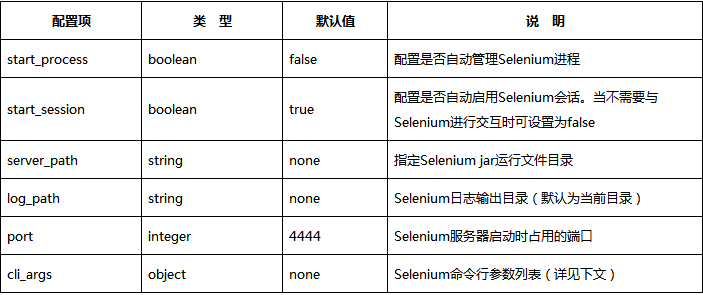 配置项 类 型 默认值 说 明
start_process boolean false 配置是否自动管理Selenium进程
start_session boolean true 配置是否自动启用Selenium会话。当不需要与
Selenium进行交互时可设置为false
server_path string none 指定Selenium jar运行文件目录
log_path string none Selenium日志输出目录（默认为当前目录）
port integer 4444 Selenium服务器启动时占用的端口
cli_args object none Selenium命令行参数列表（详见下文）